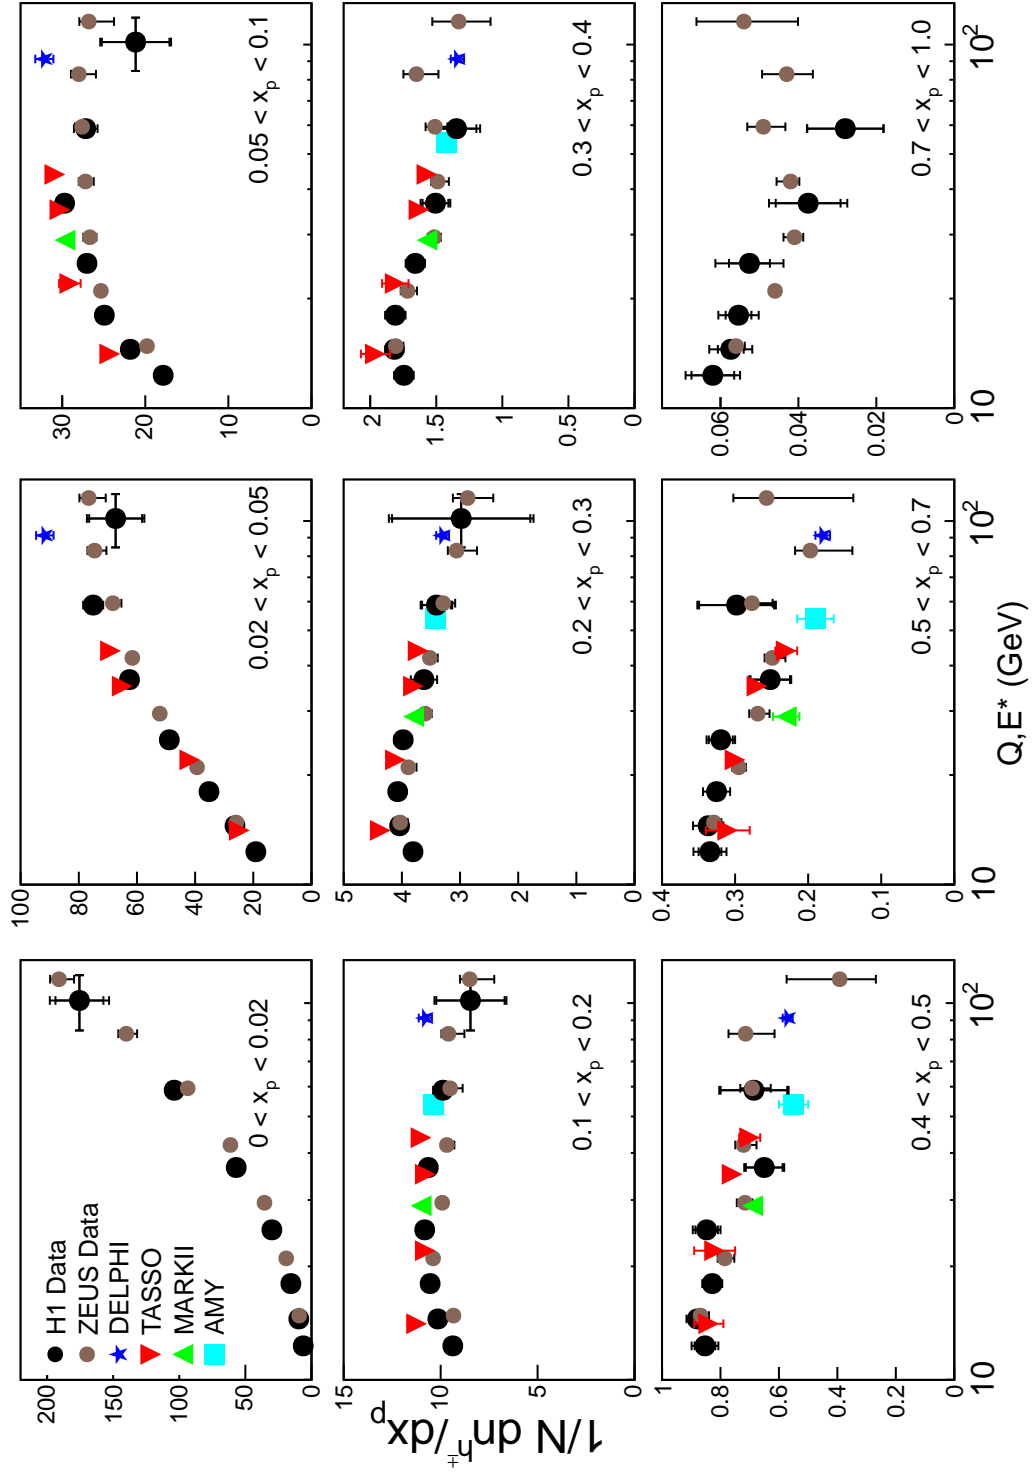 1/N dn^h±/dx_p
200
150
100
50
0
H1 Data
ZEUS Data
DELPHI
TASSO
MARKII
AMY
0 < x_p < 0.02
100
80
60
40
20
0
0.02 < x_p < 0.05
30
20
10
0
0.05 < x_p < 0.1
15
10
5
0
0.1 < x_p < 0.2
5
4
3
2
1
0
0.2 < x_p < 0.3
2
1.5
1
0.5
0
0.3 < x_p < 0.4
1
0.8
0.6
0.4
0.2
0
0.4 < x_p < 0.5
0.4
0.3
0.2
0.1
0
0.5 < x_p < 0.7
0.06
0.04
0.02
0
0.7 < x_p < 1.0
10 10² 10 10² 10 10²
Q,E* (GeV)